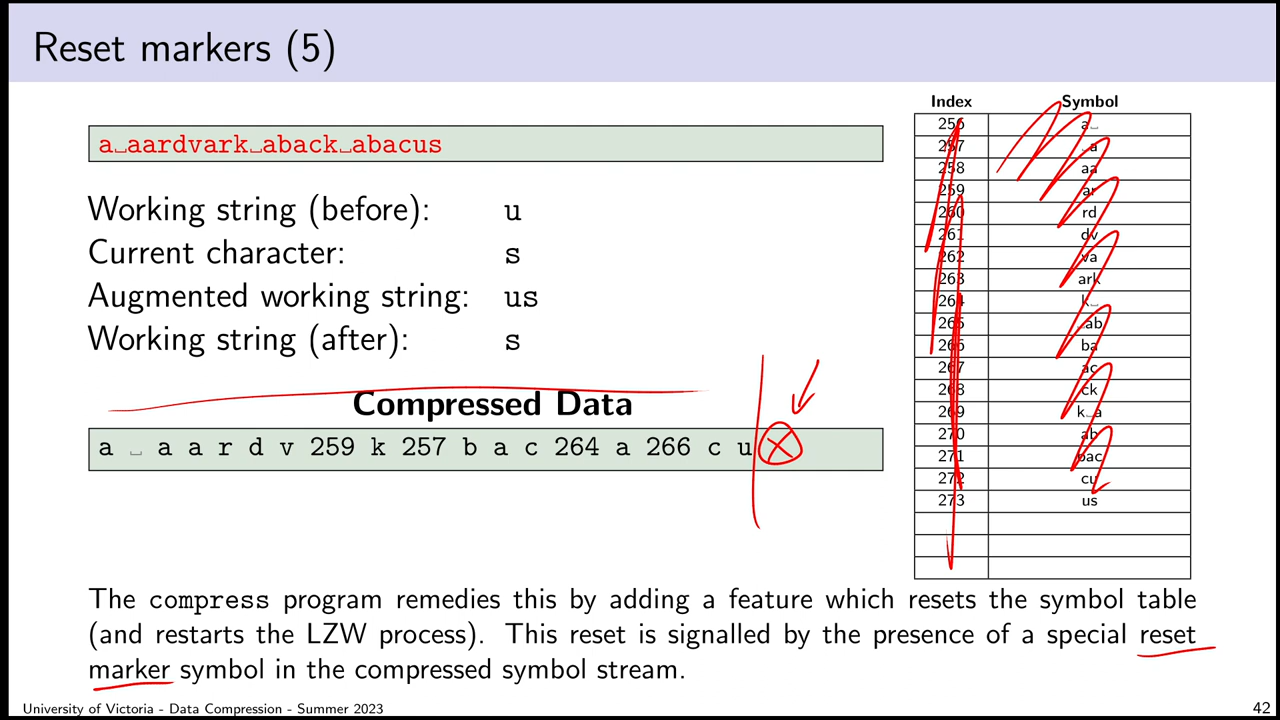 Reset markers (5)
a␣aardvark␣aback␣abacus
Working string (before): u
Current character: s
Augmented working string: us
Working string (after): s
Compressed Data
a ␣ a a r d v 259 k 257 b a c 264 a 266 c u
Index Symbol
256 a␣
257 ␣a
258 aa
259 ar
260 rd
261 dv
262 va
263 ark
264 k␣
265 ␣ab
266 ba
267 ac
268 ck
269 k␣a
270 ab
271 bac
272 cu
273 us
The compress program remedies this by adding a feature which resets the symbol table
(and restarts the LZW process). This reset is signalled by the presence of a special reset
marker symbol in the compressed symbol stream.
University of Victoria - Data Compression - Summer 2023 42